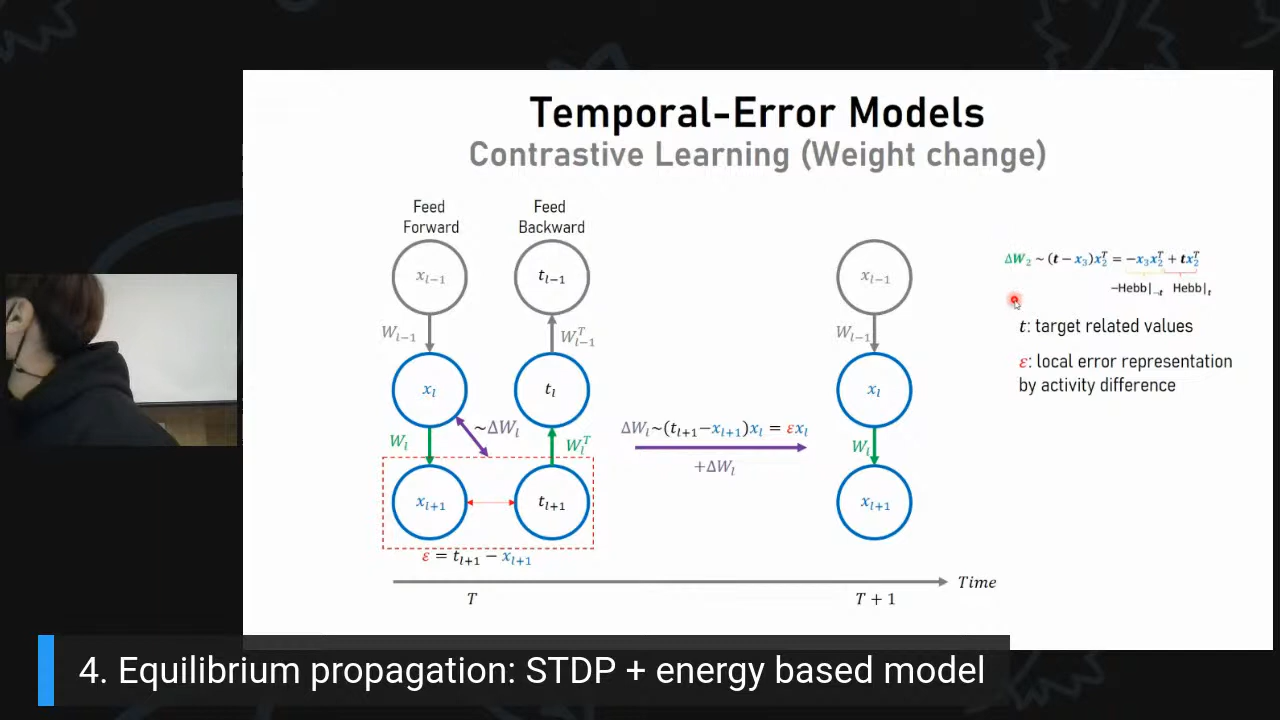 Temporal-Error Models
Contrastive Learning (Weight change)
Feed
Forward
Feed
Backward
x_{l−1}
t_{l−1}
x_{l−1}
ΔW_2 ~ (t − x_3)x_2^T = −x_3x_2^T + tx_2^T
−Hebb|_{¬t} Hebb|_t
W_{l−1}
W_{l−1}^T
W_{l−1}
t: target related values
ε: local error representation
by activity difference
x_l
t_l
x_l
~ΔW_l
ΔW_l~(t_{l+1}−x_{l+1})x_l = εx_l
W_l
W_l^T
W_l
+ΔW_l
x_{l+1}
t_{l+1}
x_{l+1}
ε = t_{l+1} − x_{l+1}
Time
T
T + 1
4. Equilibrium propagation: STDP + energy based model